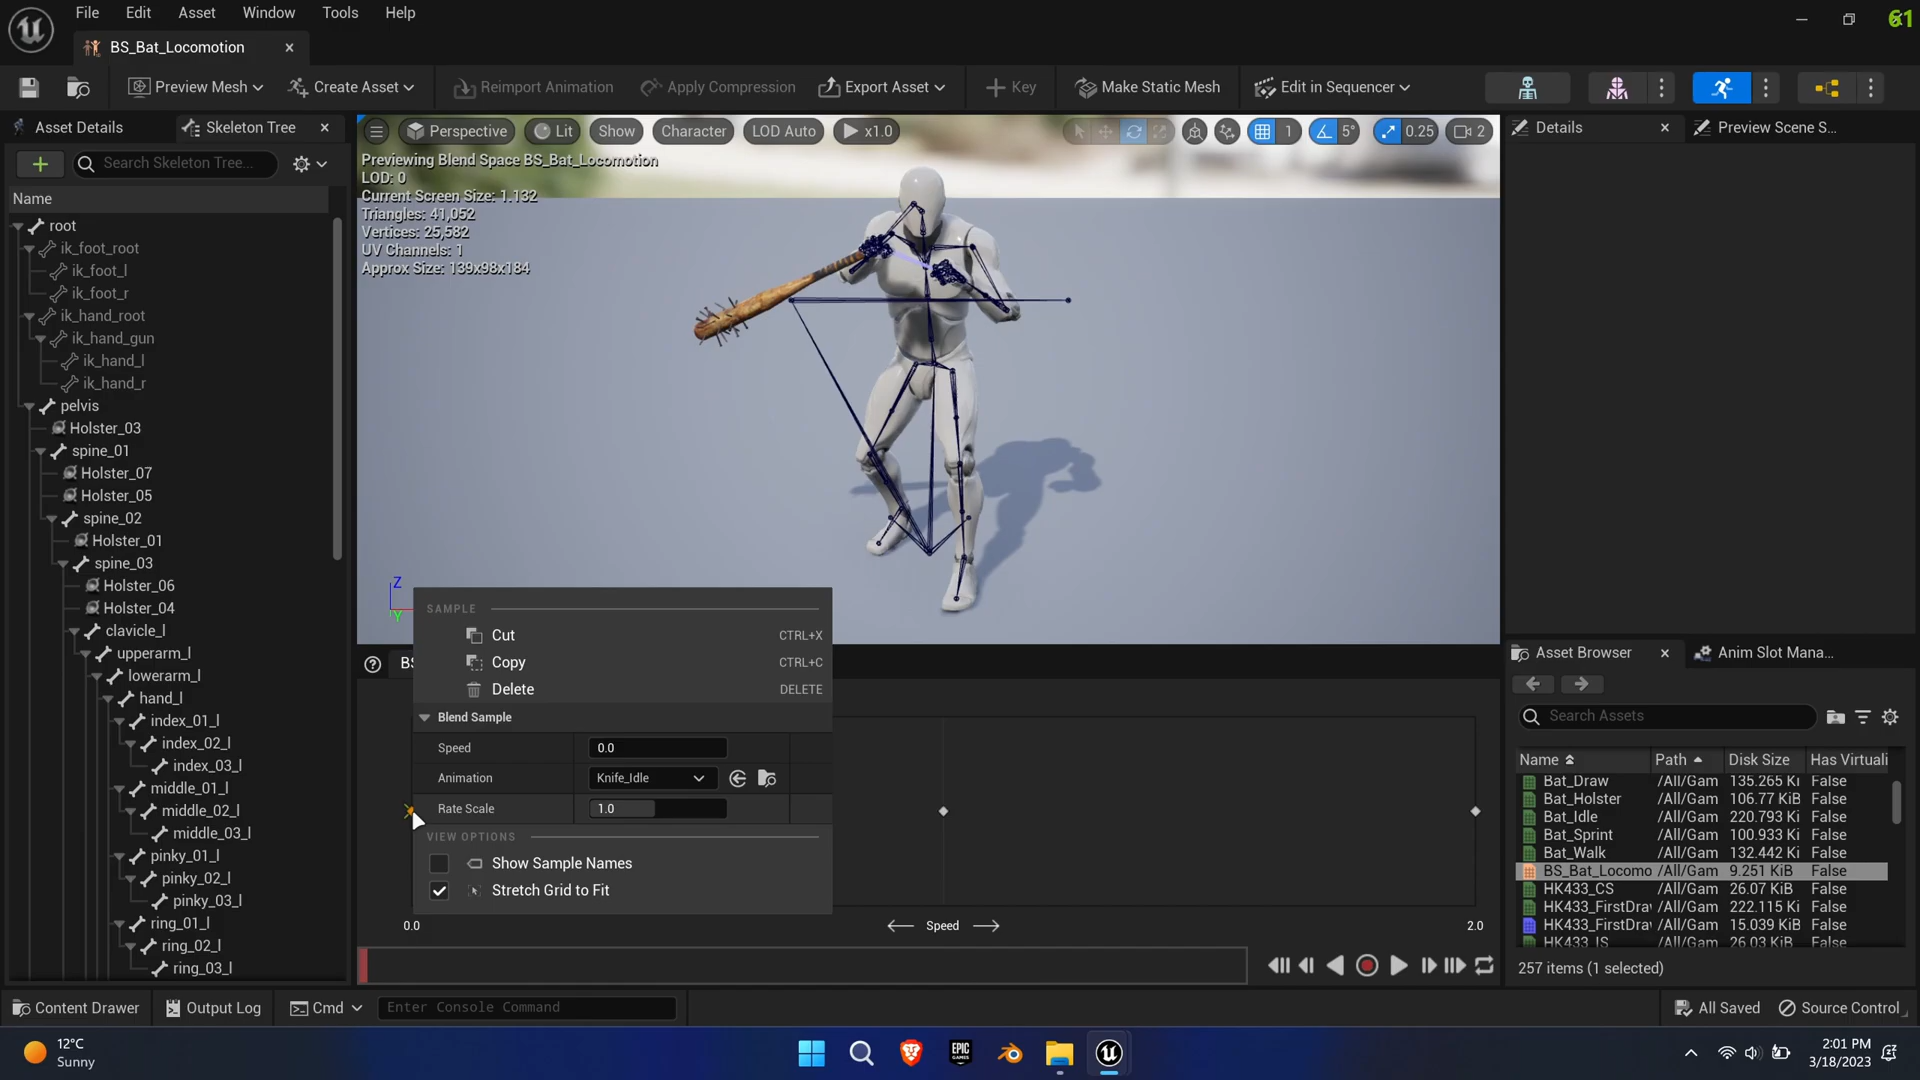 File Edit Asset Window Tools Help
61
BS_Bat_Locomotion
Preview Mesh Create Asset Reimport Animation Apply Compression Export Asset Key Make Static Mesh Edit in Sequencer
Asset Details Skeleton Tree
Search Skeleton Tree...
Name
root
ik_foot_root
ik_foot_l
ik_foot_r
ik_hand_root
ik_hand_gun
ik_hand_l
ik_hand_r
pelvis
Holster_03
spine_01
Holster_07
Holster_05
spine_02
Holster_01
spine_03
Holster_06
Holster_04
clavicle_l
upperarm_l
lowerarm_l
hand_l
index_01_l
index_02_l
index_03_l
middle_01_l
middle_02_l
middle_03_l
pinky_01_l
pinky_02_l
pinky_03_l
ring_01_l
ring_02_l
ring_03_l
Perspective Lit Show Character LOD Auto x1.0 1 5° 0.25 2
Previewing Blend Space BS_Bat_Locomotion
LOD: 0
Current Screen Size: 1.132
Triangles: 41,052
Vertices: 25,582
UV Channels: 1
Approx Size: 139x98x184
Z
Y
BS
SAMPLE
Cut CTRL+X
Copy CTRL+C
Delete DELETE
Blend Sample
Speed 0.0
Animation Knife_Idle
Rate Scale 1.0
VIEW OPTIONS
Show Sample Names
Stretch Grid to Fit
0.0 Speed 2.0
Details Preview Scene S...
Asset Browser Anim Slot Mana...
Search Assets
Name Path Disk Size Has Virtuali
Bat_Draw /All/Gam 135.265 Ki False
Bat_Holster /All/Gam 106.77 KiB False
Bat_Idle /All/Gam 220.793 Ki False
Bat_Sprint /All/Gam 100.933 Ki False
Bat_Walk /All/Gam 132.442 Ki False
BS_Bat_Locomo /All/Gam 9.251 KiB False
HK433_CS /All/Gam 26.07 KiB False
HK433_FirstDra /All/Gam 222.115 Ki False
HK433_FirstDra /All/Gam 15.039 KiB False
HK433_IS /All/Gam 26.03 KiB False
257 items (1 selected)
Content Drawer Output Log Cmd Enter Console Command All Saved Source Control
12°C
Sunny
EPIC GAMES
2:01 PM
3/18/2023